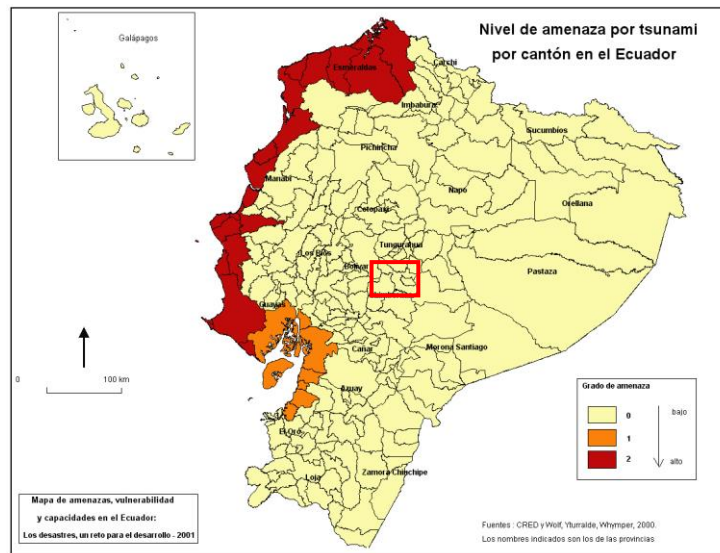 Nivel de amenaza por tsunami
por cantón en el Ecuador
Galápagos
Esmeraldas
Carchi
Imbabura
Sucumbios
Pichincha
Manabí
Napo
Orellana
Cotopaxi
Tungurahua
Los Ríos
Bolívar
Pastaza
Guayas
Cañar
Morona Santiago
Azuay
El Oro
Loja
Zamora Chinchipe
0 100 km
Grado de amenaza
0 bajo
1
2 alto
Mapa de amenazas, vulnerabilidad
y capacidades en el Ecuador:
Los desastres, un reto para el desarrollo - 2001
Fuentes : CRED y Wolf, Yturralde, Whymper, 2000.
Los nombres indicados son los de las provincias